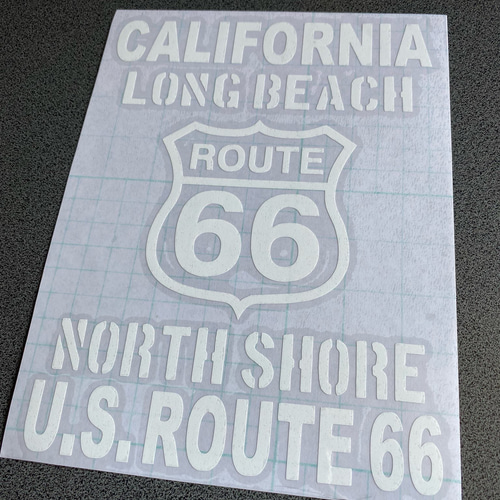 CALIFORNIA
LONG BEACH
ROUTE
66
NORTH SHORE
U.S. ROUTE 66